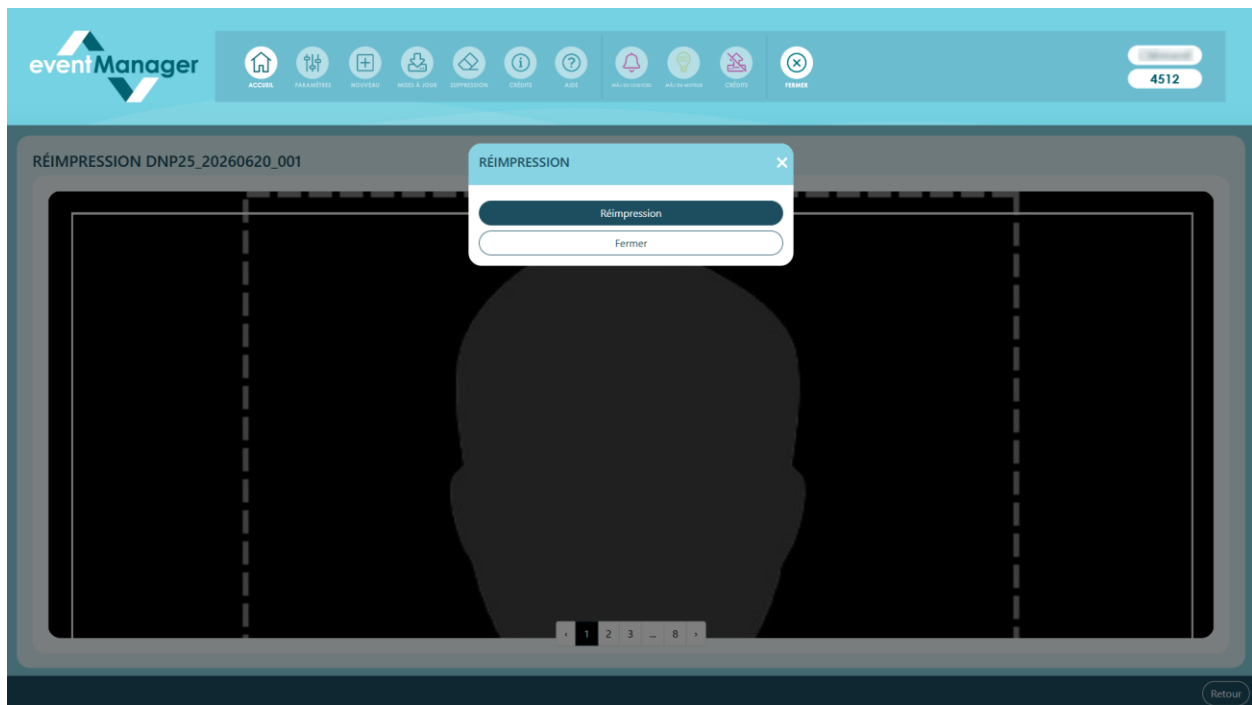 eventManager
ACCUEIL
PARAMÈTRES
NOUVEAU
MISES À JOUR
SUPPRESSION
CRÉDITS
AIDE
CRÉDITS
FERMER
4512
RÉIMPRESSION DNP25_20260620_001
RÉIMPRESSION
Réimpression
Fermer
‹ 1 2 3 ... 8 ›
Retour